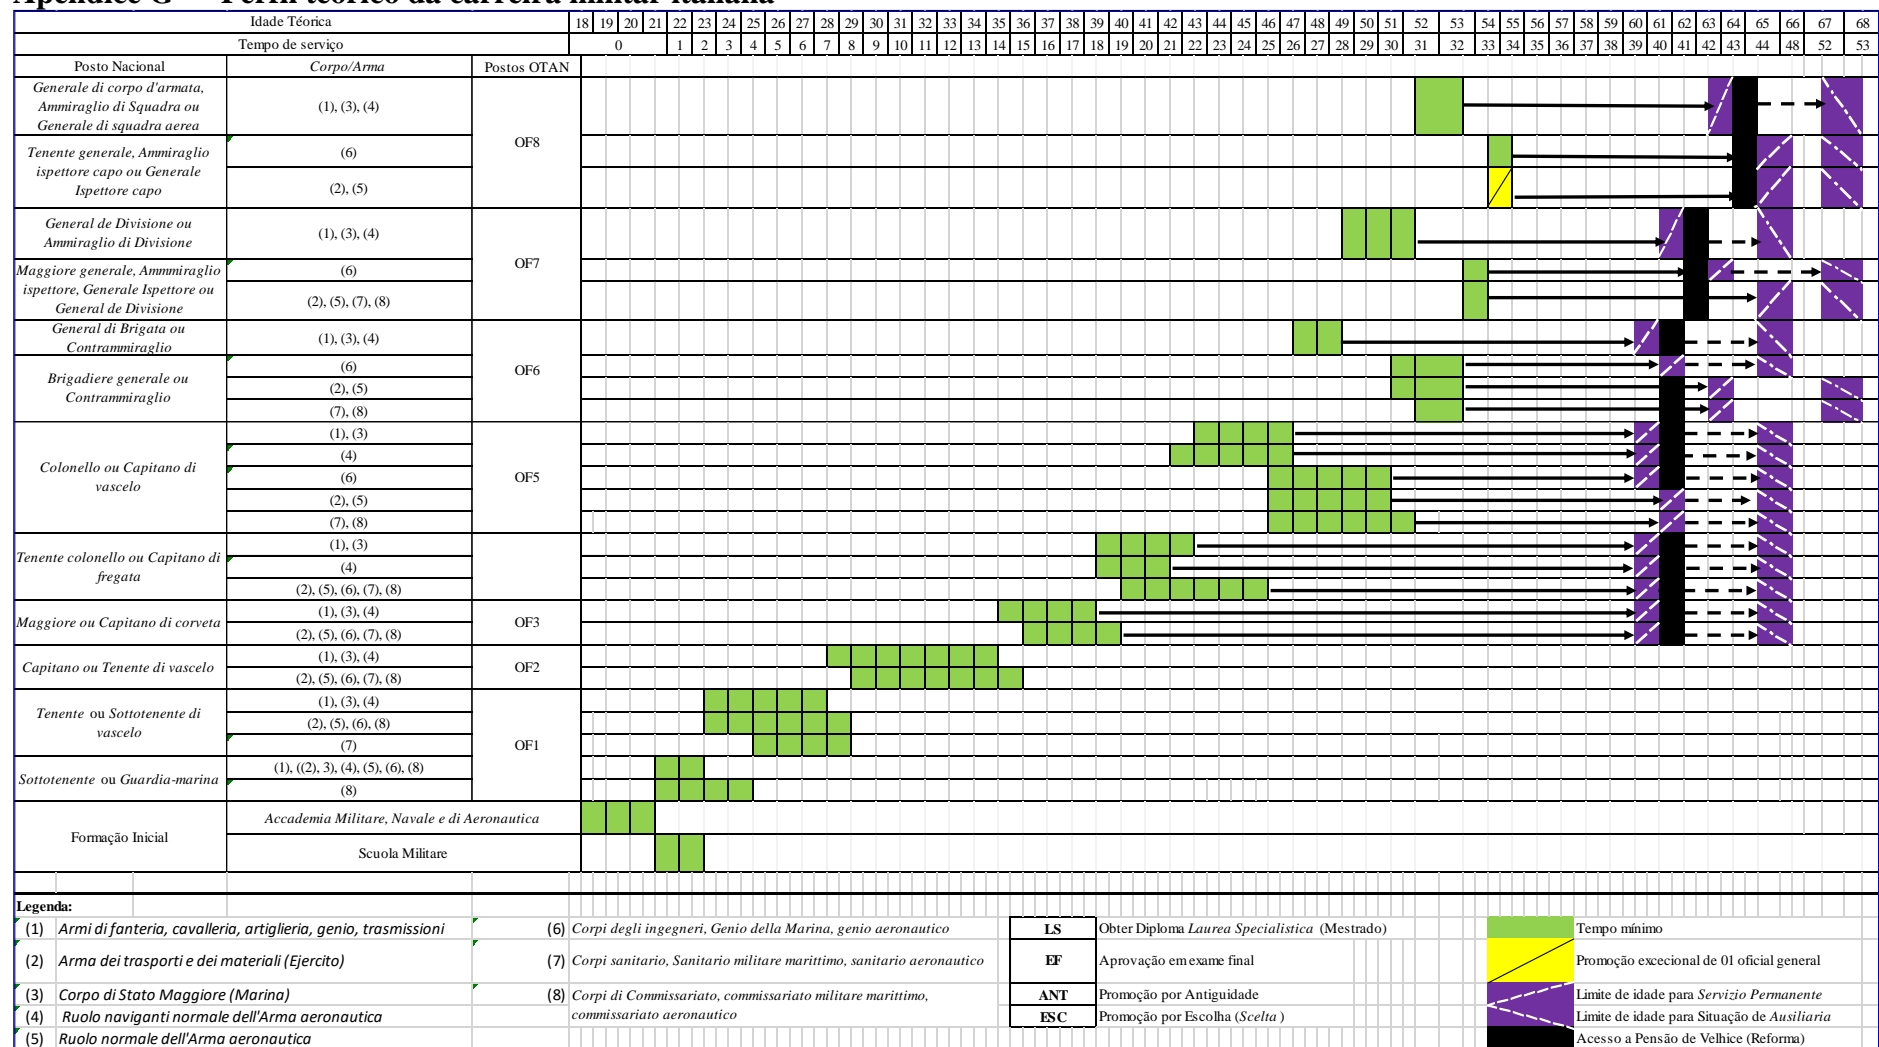 Apêndice G — Perfil teórico da carreira militar italiana
Idade Téorica 18 19 20 21 22 23 25 26 27 28 29 30 31 32 33 34 35 36 37 38 39 40 41 42 43 44 45 46 47 48 49 50 51 52 53 54 55 56 57 58 59 60 61 62 63 64 65 66 67 68
Tempo de serviço 0 1 2 3 4 5 6 7 8 9 10 11 12 13 14 15 16 17 18 19 20 21 22 23 24 25 26 27 28 29 30 31 32 33 34 35 36 37 38 39 40 41 42 43 44 48 52 53
Posto Nacional Corpo/Arma Postos OTAN
Generale di corpo d'armata,
Ammiraglio di Squadra ou
Generale di squadra aerea
(1), (3), (4)
OF8
Tenente generale, Ammiraglio
ispettore capo ou Generale
Ispettore capo
(6)
(2), (5)
General de Divisione ou
Ammiraglio di Divisione
(1), (3), (4)
OF7
Maggiore generale, Ammmiraglio
ispettore, Generale Ispettore ou
General de Divisione
(6)
(2), (5), (7), (8)
General di Brigata ou
Contrammiraglio
(1), (3), (4)
OF6
Brigadiere generale ou
Contrammiraglio
(6)
(2), (5)
(7), (8)
Colonello ou Capitano di
vascelo
(1), (3)
(4)
(6)
(2), (5)
(7), (8)
OF5
Tenente colonello ou Capitano di
fregata
(1), (3)
(4)
(2), (5), (6), (7), (8)
Maggiore ou Capitano di corveta
(1), (3), (4)
(2), (5), (6), (7), (8)
OF3
Capitano ou Tenente di vascelo
(1), (3), (4)
(2), (5), (6), (7), (8)
OF2
Tenente ou Sottotenente di
vascelo
(1), (3), (4)
(2), (5), (6), (8)
(7)
OF1
Sottotenente ou Guardia-marina
(1), ((2), 3), (4), (5), (6), (8)
(8)
Formação Inicial
Accademia Militare, Navale e di Aeronautica
Scuola Militare
Legenda:
(1) Armi di fanteria, cavalleria, artiglieria, genio, trasmissioni
(2) Arma dei trasporti e dei materiali (Ejercito)
(3) Corpo di Stato Maggiore (Marina)
(4) Ruolo naviganti normale dell'Arma aeronautica
(5) Ruolo normale dell'Arma aeronautica
(6) Corpi degli ingegneri, Genio della Marina, genio aeronautico
(7) Corpi sanitario, Sanitario militare marittimo, sanitario aeronautico
(8) Corpi di Commissariato, commissariato militare marittimo,
commissariato aeronautico
LS Obter Diploma Laurea Specialistica (Mestrado)
EF Aprovação em exame final
ANT Promoção por Antiguidade
ESC Promoção por Escolha (Scelta)
Tempo mínimo
Promoção excecional de 01 oficial general
Limite de idade para Servizio Permanente
Limite de idade para Situação de Ausiliaria
Acesso a Pensão de Velhice (Reforma)